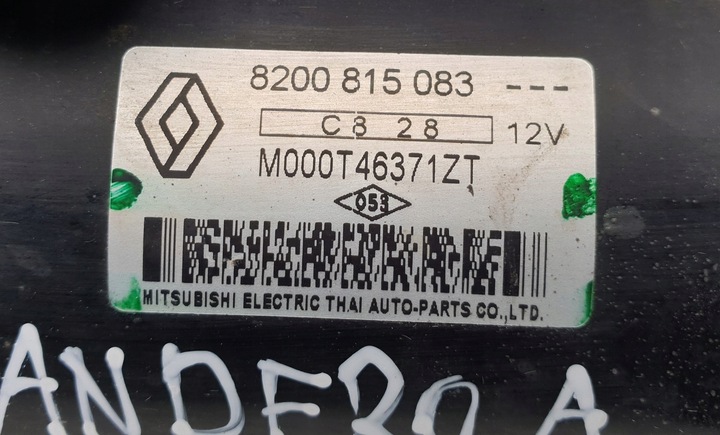 8200 815 083 ---
C8 28 12V
M000T46371ZT
053
MITSUBISHI ELECTRIC THAI AUTO-PARTS CO.,LTD.
ANDERO A